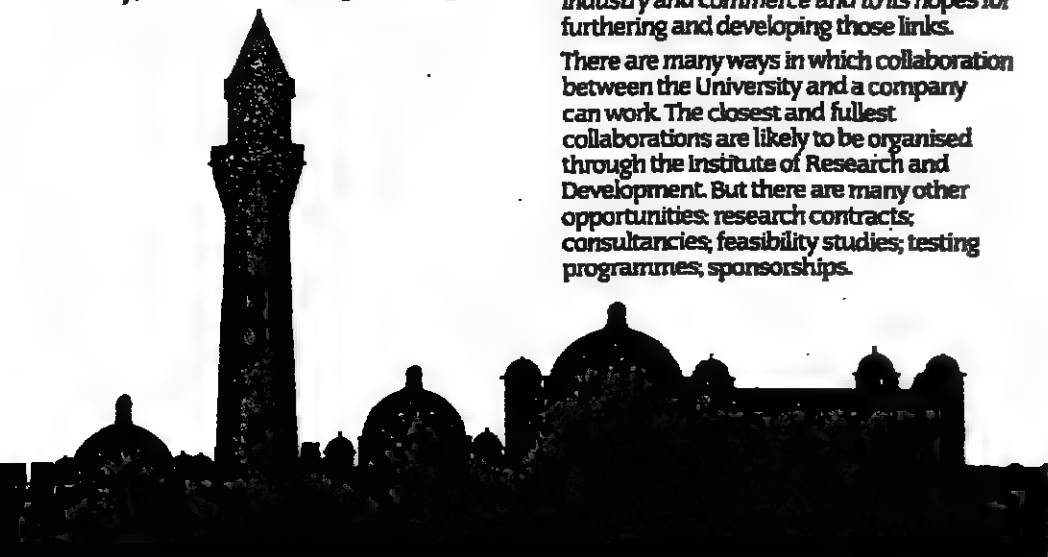 industry and commerce and to its hopes for
furthering and developing those links.
There are many ways in which collaboration
between the University and a company
can work. The closest and fullest
collaborations are likely to be organised
through the Institute of Research and
Development. But there are many other
opportunities: research contracts;
consultancies; feasibility studies; testing
programmes; sponsorships.